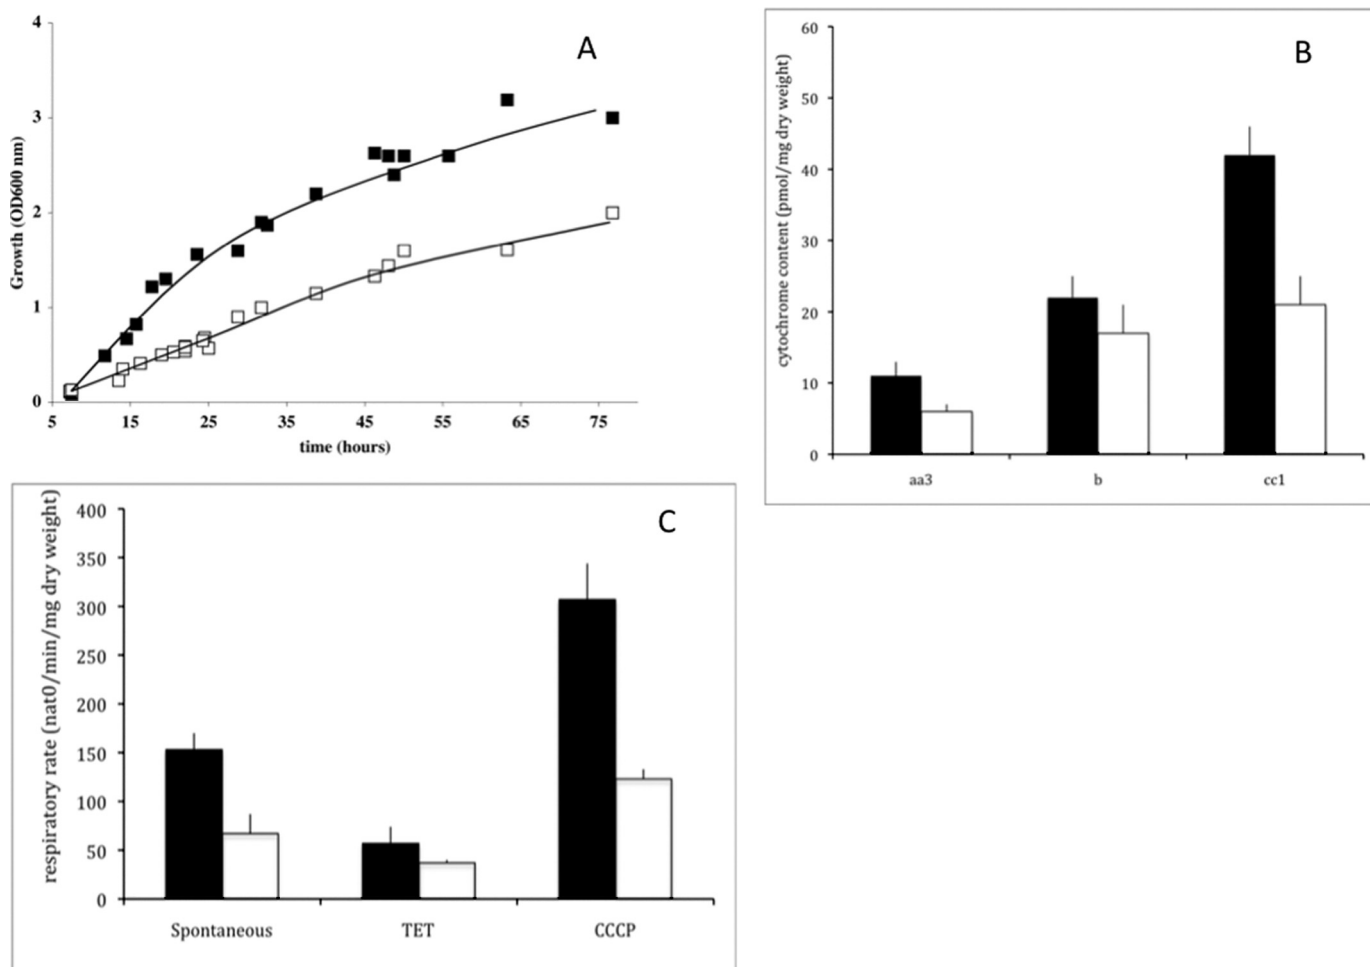 A
4
3
2
1
0
Growth (OD600 nm)
5 15 25 35 45 55 65 75
time (hours)
B
60
50
40
30
20
10
0
cytochrome content (pmol/mg dry weight)
aa3 b cc1
C
400
350
300
250
200
150
100
50
0
respiratory rate (nat0/min/mg dry weight)
Spontaneous TET CCCP